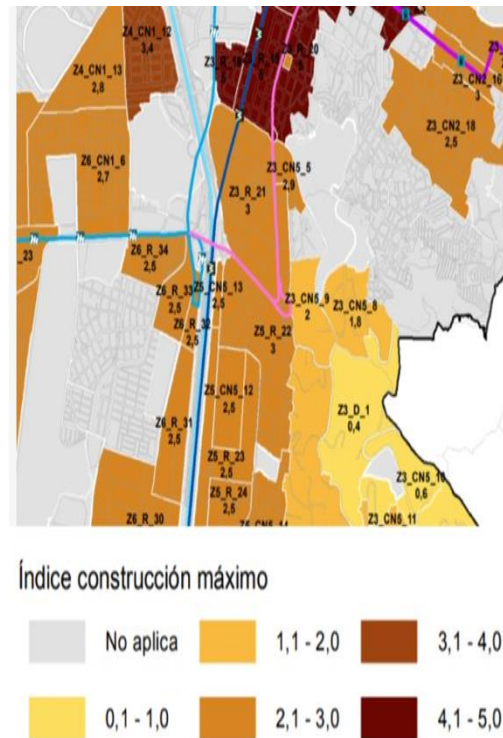 Z4_CN1_12
3,4
Z4_CN1_13
2,8
Z3_CN2_16
3
Z3_CN2_18
2,5
Z6_CN1_6
2,7
Z3_CN5_5
2,9
Z3_R_21
3
_23
Z6_R_34
2,5
Z6_R_33
2,5
Z5_CN5_13
2,5
Z6_R_32
2,5
Z3_CN5_9
2
Z3_CN5_8
1,8
Z5_R_22
3
Z5_CN5_12
2,5
Z3_D_1
0,4
Z6_R_31
2,5
Z5_R_23
2,5
Z5_R_24
2,5
Z3_CN5_10
0,6
Z6_R_30
Z3_CN5_11
Índice construcción máximo
No aplica
1,1 - 2,0
3,1 - 4,0
0,1 - 1,0
2,1 - 3,0
4,1 - 5,0